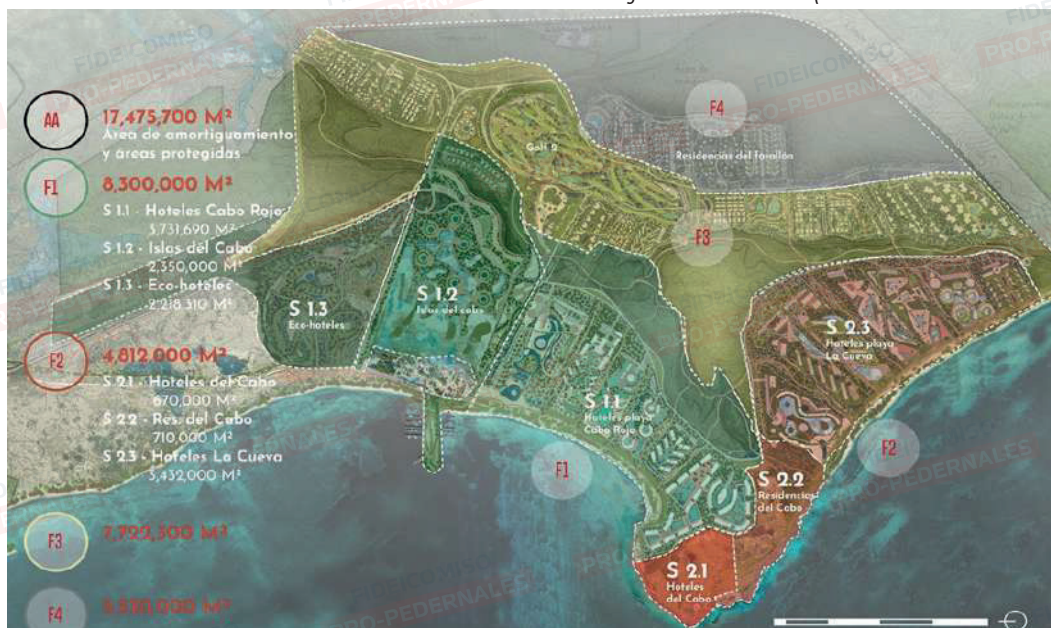 AA
17,475,700 M²
Área de amortiguamiento
y áreas protegidas
F1
8,300,000 M²
S 1.1 - Hoteles Cabo Rojo
3,731,690 M²
S 1.2 - Islas del Cabo
2,350,000 M²
S 1.3 - Eco-hoteles
2,218,310 M²
F2
4,812,000 M²
S 2.1 - Hoteles del Cabo
670,000 M²
S 2.2 - Res. del Cabo
710,000 M²
S 2.3 - Hoteles La Cueva
3,432,000 M²
F3
F4
F4
Residencias del farallón
Golf 2
F3
S 1.3
Eco-hoteles
S 1.2
Islas del cabo
S 1.1
Hoteles playa
Cabo Rojo
F1
S 2.3
Hoteles playa
La Cueva
F2
S 2.2
Residencias
del Cabo
S 2.1
Hoteles
del Cabo
FIDEICOMISO
PRO-PEDERNALES